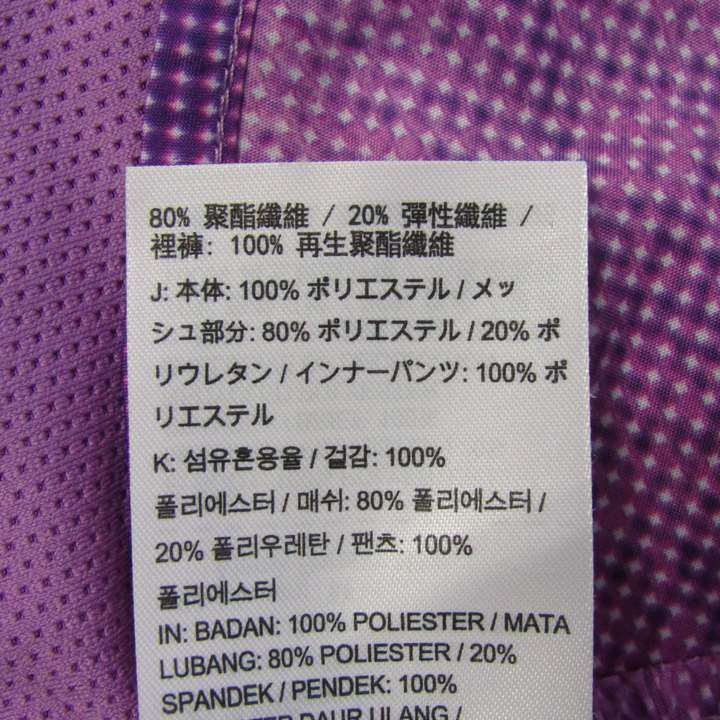 80% 聚酯纖維 / 20% 彈性纖維 /
裡褲: 100% 再生聚酯纖維
J: 本体: 100% ポリエステル / メッ
シュ部分: 80% ポリエステル / 20% ポ
リウレタン / インナーパンツ: 100% ポ
リエステル
K: 섬유혼용율 / 겉감: 100%
폴리에스터 / 매쉬: 80% 폴리에스터 /
20% 폴리우레탄 / 팬츠: 100%
폴리에스터
IN: BADAN: 100% POLIESTER / MATA
LUBANG: 80% POLIESTER / 20%
SPANDEK / PENDEK: 100%
DAUR ULANG /